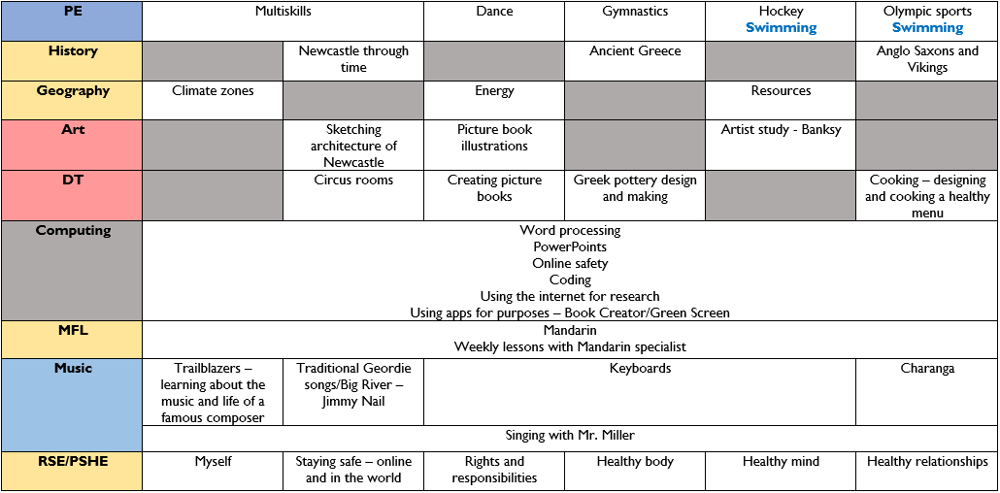 PE
Multiskills
Dance
Gymnastics
Hockey
Swimming
Olympic sports
Swimming
History
Newcastle through
time
Ancient Greece
Anglo Saxons and
Vikings
Geography
Climate zones
Energy
Resources
Art
Sketching
architecture of
Newcastle
Picture book
illustrations
Artist study - Banksy
DT
Circus rooms
Creating picture
books
Greek pottery design
and making
Cooking – designing
and cooking a healthy
menu
Computing
Word processing
PowerPoints
Online safety
Coding
Using the internet for research
Using apps for purposes – Book Creator/Green Screen
MFL
Mandarin
Weekly lessons with Mandarin specialist
Music
Trailblazers –
learning about the
music and life of a
famous composer
Traditional Geordie
songs/Big River –
Jimmy Nail
Keyboards
Charanga
Singing with Mr. Miller
RSE/PSHE
Myself
Staying safe – online
and in the world
Rights and
responsibilities
Healthy body
Healthy mind
Healthy relationships